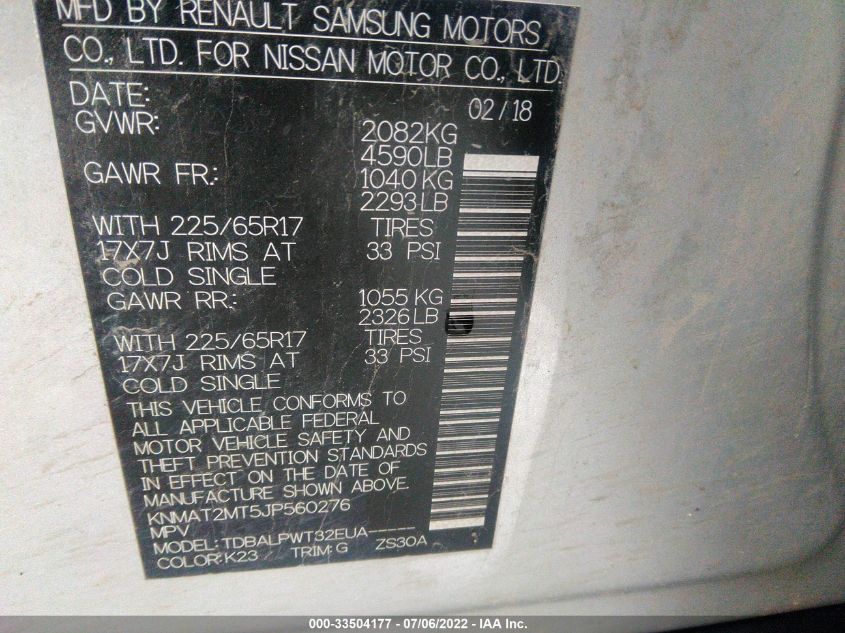 MFD BY RENAULT SAMSUNG MOTORS
CO., LTD. FOR NISSAN MOTOR CO., LTD.
DATE: 02/18
GVWR: 2082KG
4590LB
GAWR FR.: 1040 KG
2293 LB
WITH 225/65R17 TIRES
17X7J RIMS AT 33 PSI
COLD SINGLE
GAWR RR.: 1055 KG
2326 LB
WITH 225/65R17 TIRES
17X7J RIMS AT 33 PSI
COLD SINGLE
THIS VEHICLE CONFORMS TO
ALL APPLICABLE FEDERAL
MOTOR VEHICLE SAFETY AND
THEFT PREVENTION STANDARDS
IN EFFECT ON THE DATE OF
MANUFACTURE SHOWN ABOVE.
KNMAT2MT5JP560276
MPV
MODEL: TDBALPWT32EUA-----
COLOR: K23 TRIM: G ZS30A
000-33504177 - 07/06/2022 - IAA Inc.